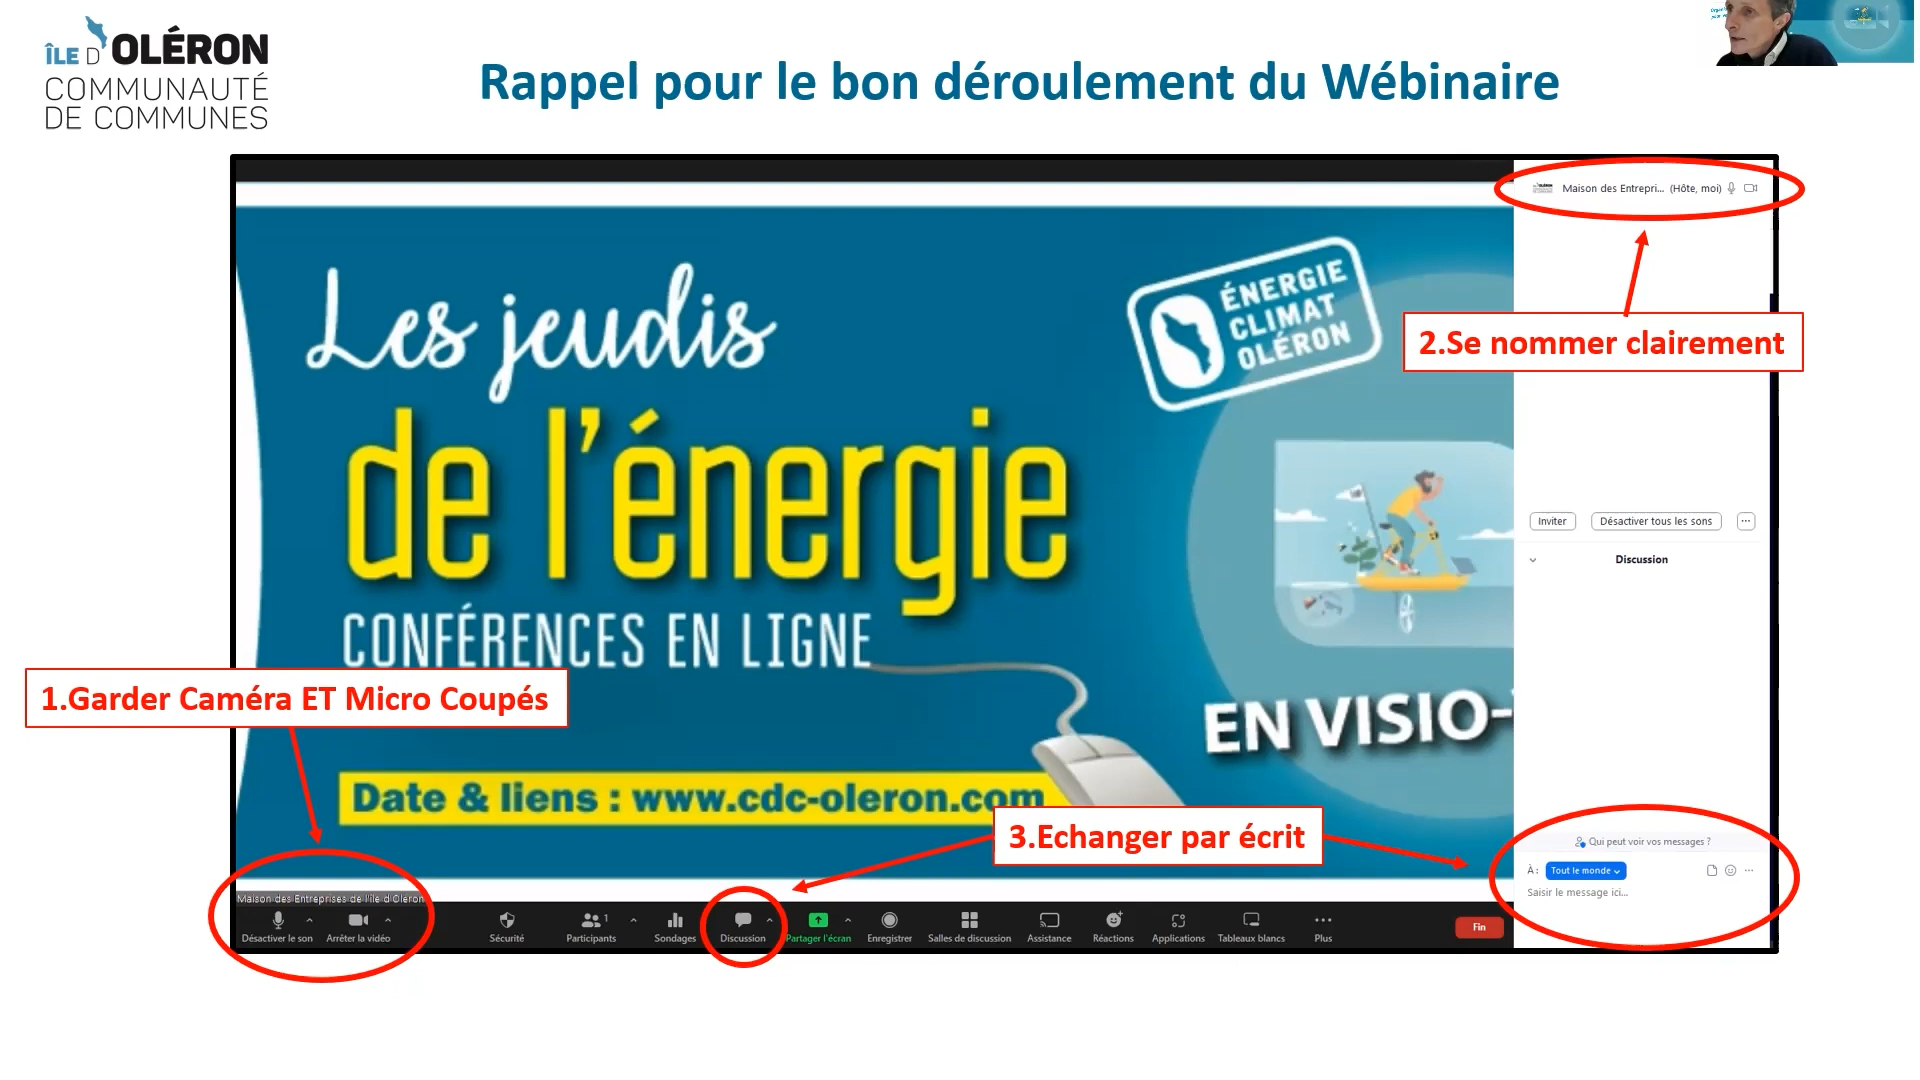 ÎLE D'OLÉRON
COMMUNAUTÉ
DE COMMUNES
Rappel pour le bon déroulement du Wébinaire
Maison des Entrepri... (Hôte, moi)
Les jeudis
de l'énergie
CONFÉRENCES EN LIGNE
ÉNERGIE
CLIMAT
OLÉRON
2.Se nommer clairement
Inviter
Désactiver tous les sons
Discussion
1.Garder Caméra ET Micro Coupés
EN VISIO-
Date & liens : www.cdc-oleron.com
3.Echanger par écrit
Qui peut voir vos messages ?
À :
Tout le monde
Saisir le message ici...
Maison des Entreprises de l'île d'Oleron
Désactiver le son
Arrêter la vidéo
Sécurité
1
Participants
Sondages
Discussion
Partager l'écran
Enregistrer
Salles de discussion
Assistance
Réactions
Applications
Tableaux blancs
Plus
Fin